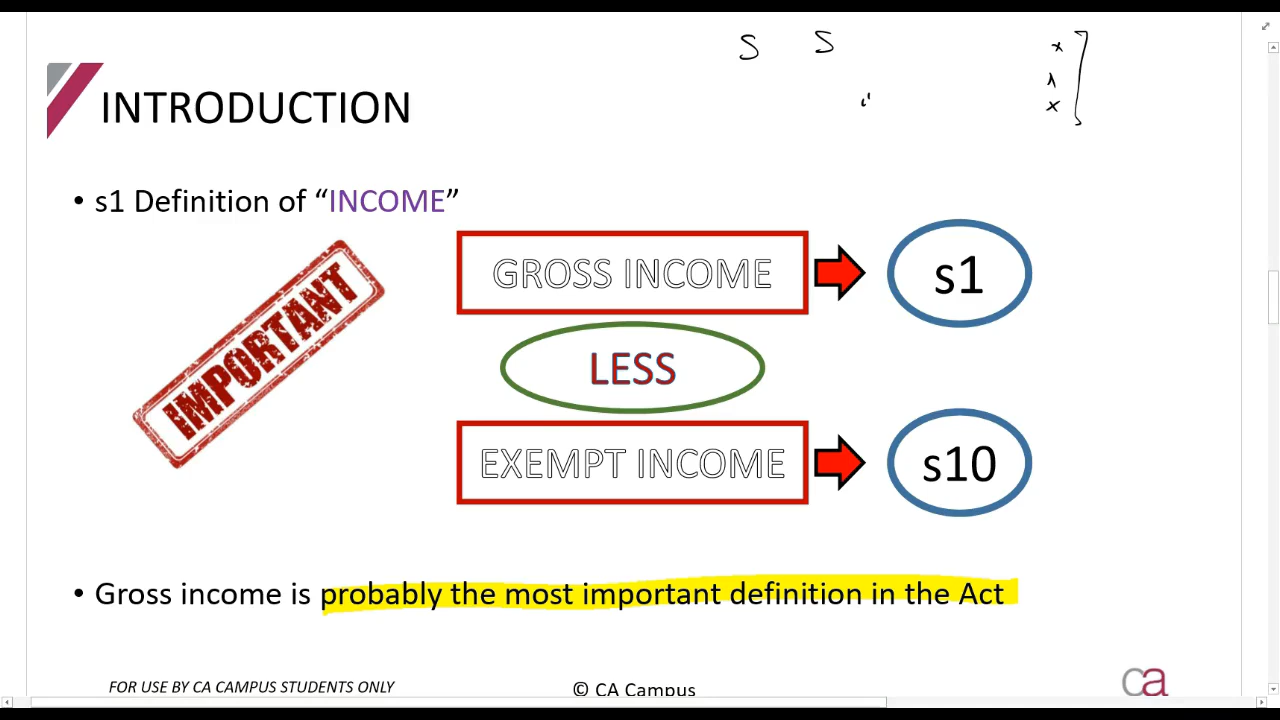 S S
x
x
INTRODUCTION
• s1 Definition of “INCOME”
IMPORTANT
GROSS INCOME
s1
LESS
EXEMPT INCOME
s10
• Gross income is probably the most important definition in the Act
FOR USE BY CA CAMPUS STUDENTS ONLY
© CA Campus
ca